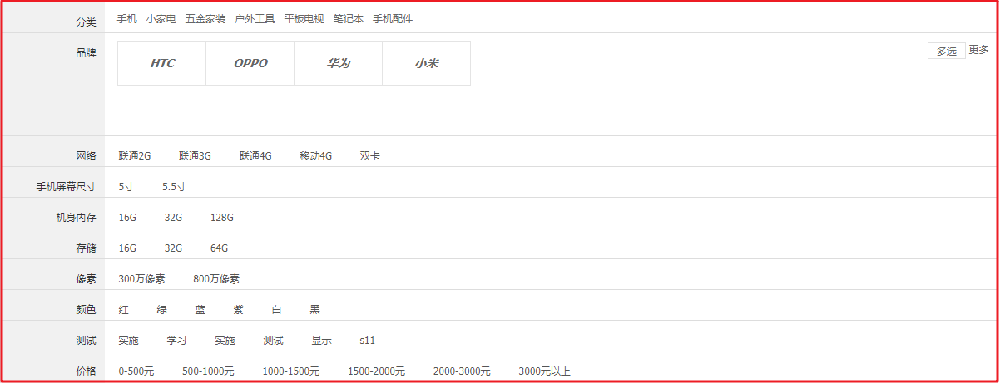 分类 手机 小家电 五金家装 户外工具 平板电视 笔记本 手机配件
品牌 HTC OPPO 华为 小米 多选 更多
网络 联通2G 联通3G 联通4G 移动4G 双卡
手机屏幕尺寸 5寸 5.5寸
机身内存 16G 32G 128G
存储 16G 32G 64G
像素 300万像素 800万像素
颜色 红 绿 蓝 紫 白 黑
测试 实施 学习 实施 测试 显示 s11
价格 0-500元 500-1000元 1000-1500元 1500-2000元 2000-3000元 3000元以上